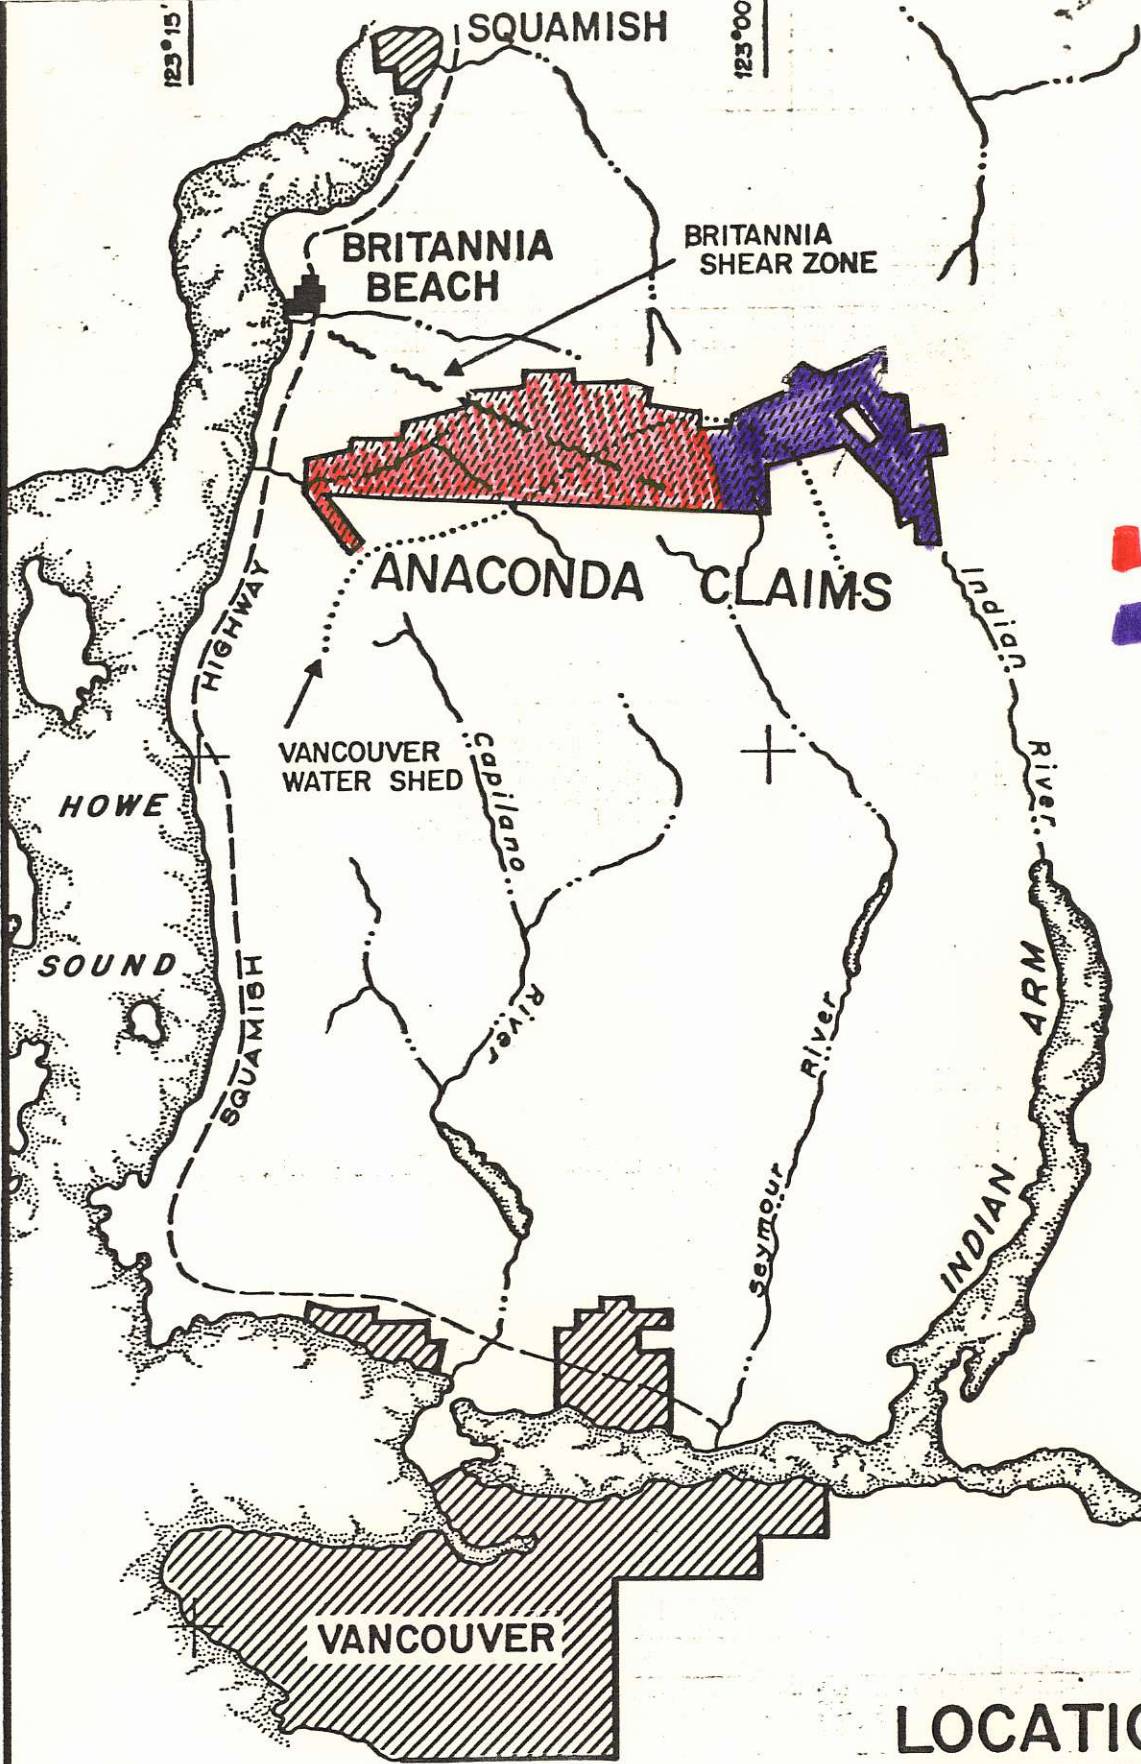 123°15'
123°00
SQUAMISH
BRITANNIA
BEACH
BRITANNIA
SHEAR ZONE
ANACONDA CLAIMS
HIGHWAY
Indian
River
VANCOUVER
WATER SHED
Capilano
River
HOWE
SOUND
SQUAMISH
River
Seymour
ARM
INDIAN
VANCOUVER